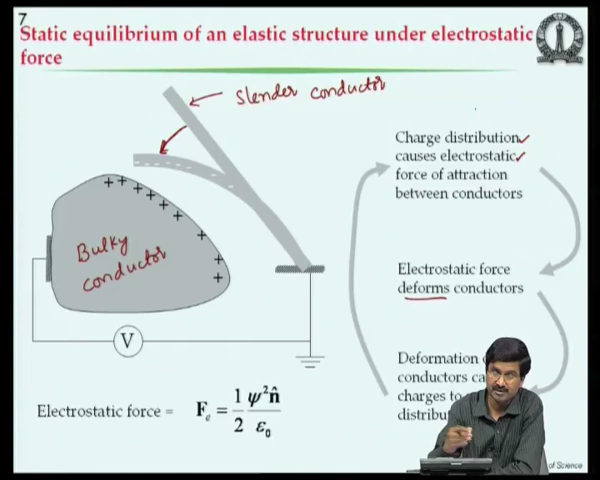 7
Static equilibrium of an elastic structure under electrostatic
force
slender conductor
Charge distribution
causes electrostatic
force of attraction
between conductors
+ + + + + + + + +
Bulky
conductor
Electrostatic force
deforms conductors
V
Deformation
conductors
charges to
Electrostatic force = F_e = 1/2 ψ²n̂/ε₀
of Science